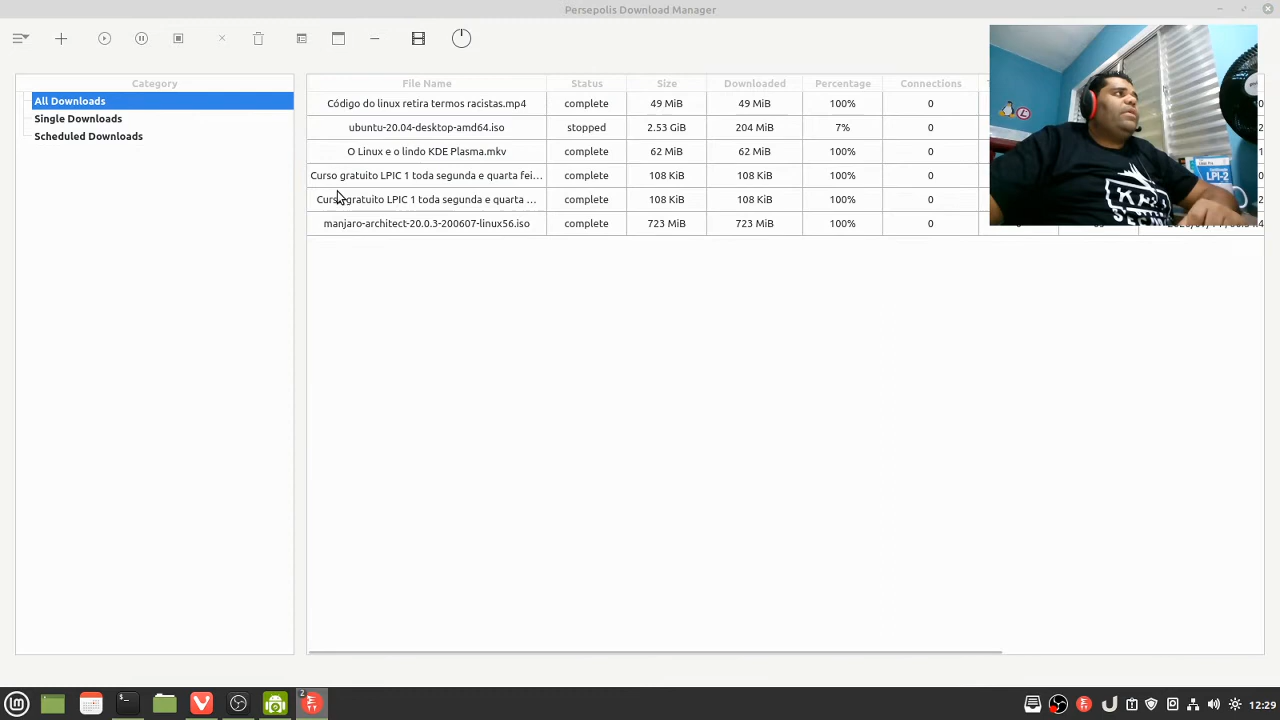 Persepolis Download Manager
Category
All Downloads
Single Downloads
Scheduled Downloads
File Name Status Size Downloaded Percentage Connections
Código do linux retira termos racistas.mp4 complete 49 MiB 49 MiB 100% 0
ubuntu-20.04-desktop-amd64.iso stopped 2.53 GiB 204 MiB 7% 0
O Linux e o lindo KDE Plasma.mkv complete 62 MiB 62 MiB 100% 0
Curso gratuito LPIC 1 toda segunda e quarta fei... complete 108 KiB 108 KiB 100% 0
Curso gratuito LPIC 1 toda segunda e quarta ... complete 108 KiB 108 KiB 100% 0
manjaro-architect-20.0.3-200607-linux56.iso complete 723 MiB 723 MiB 100% 0
LPI-2
2
12:29